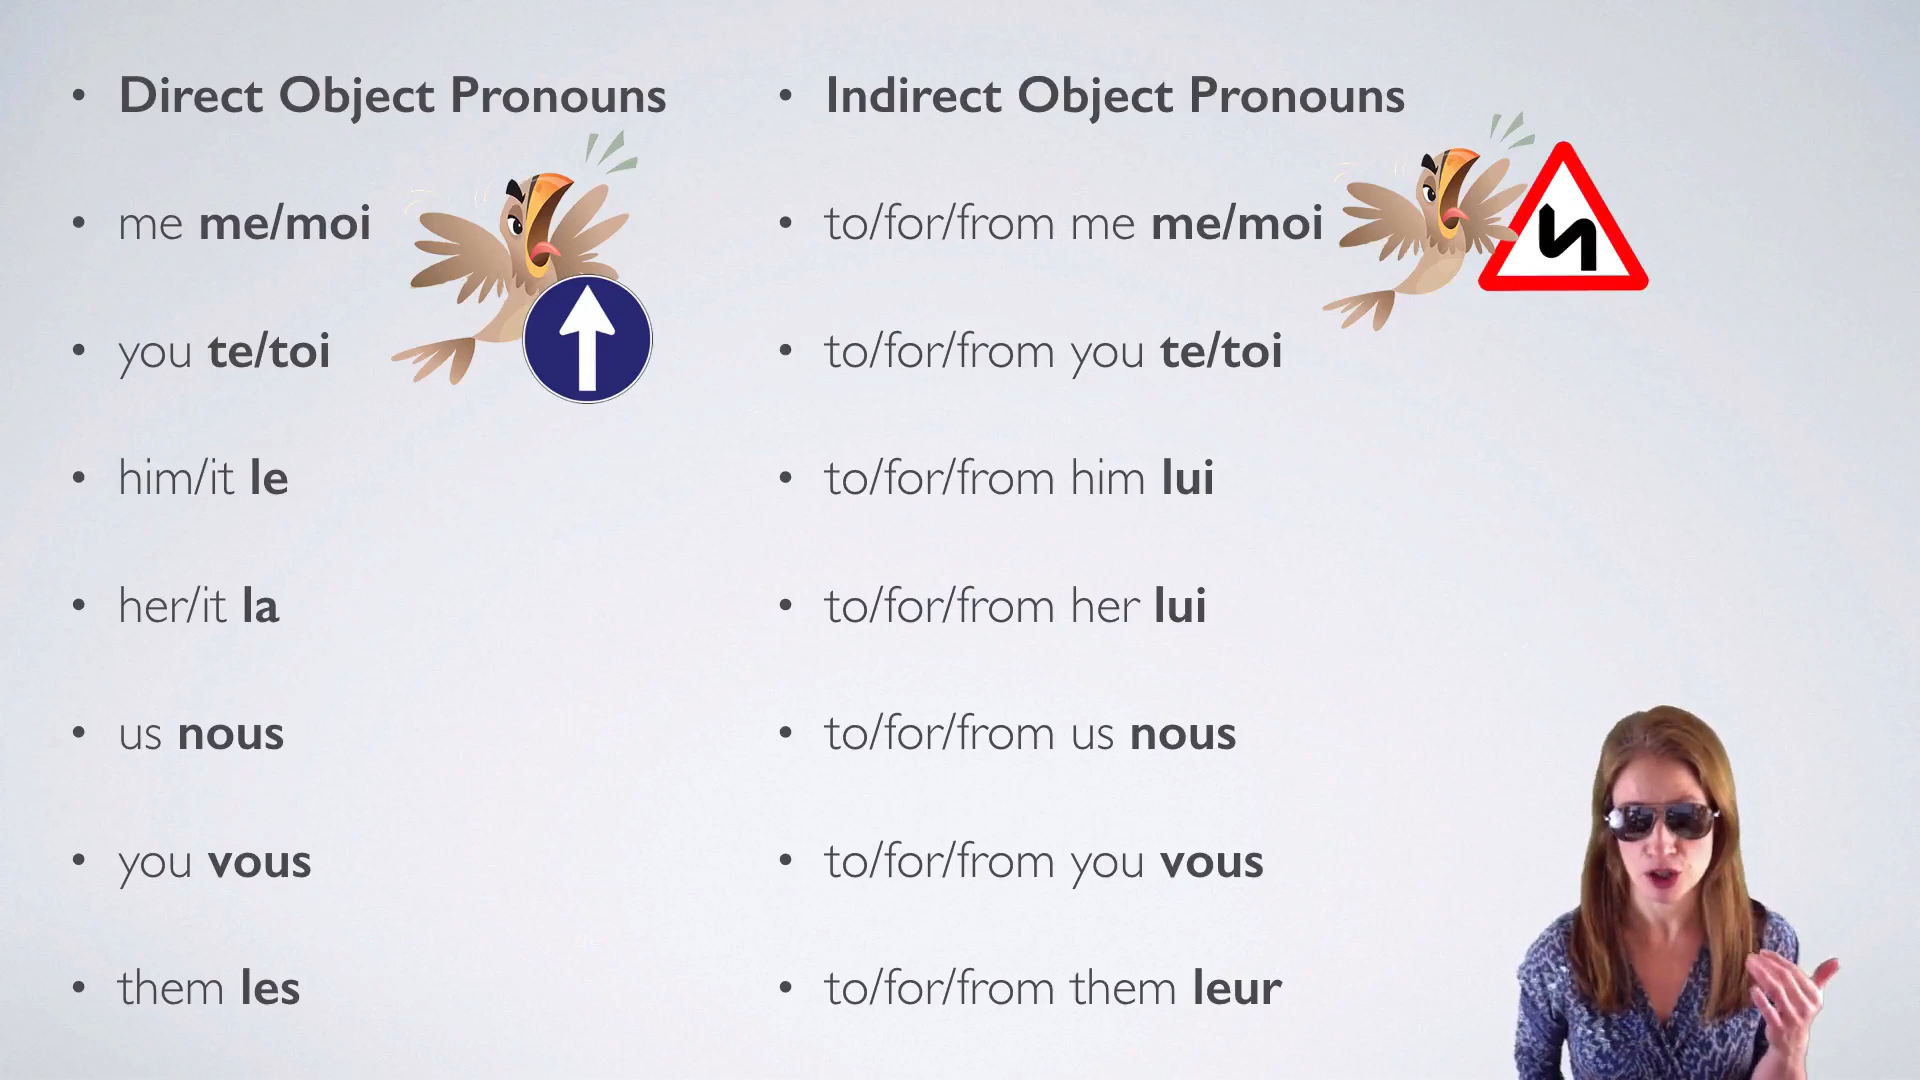 • Direct Object Pronouns
• me me/moi
• you te/toi
• him/it le
• her/it la
• us nous
• you vous
• them les
• Indirect Object Pronouns
• to/for/from me me/moi
• to/for/from you te/toi
• to/for/from him lui
• to/for/from her lui
• to/for/from us nous
• to/for/from you vous
• to/for/from them leur